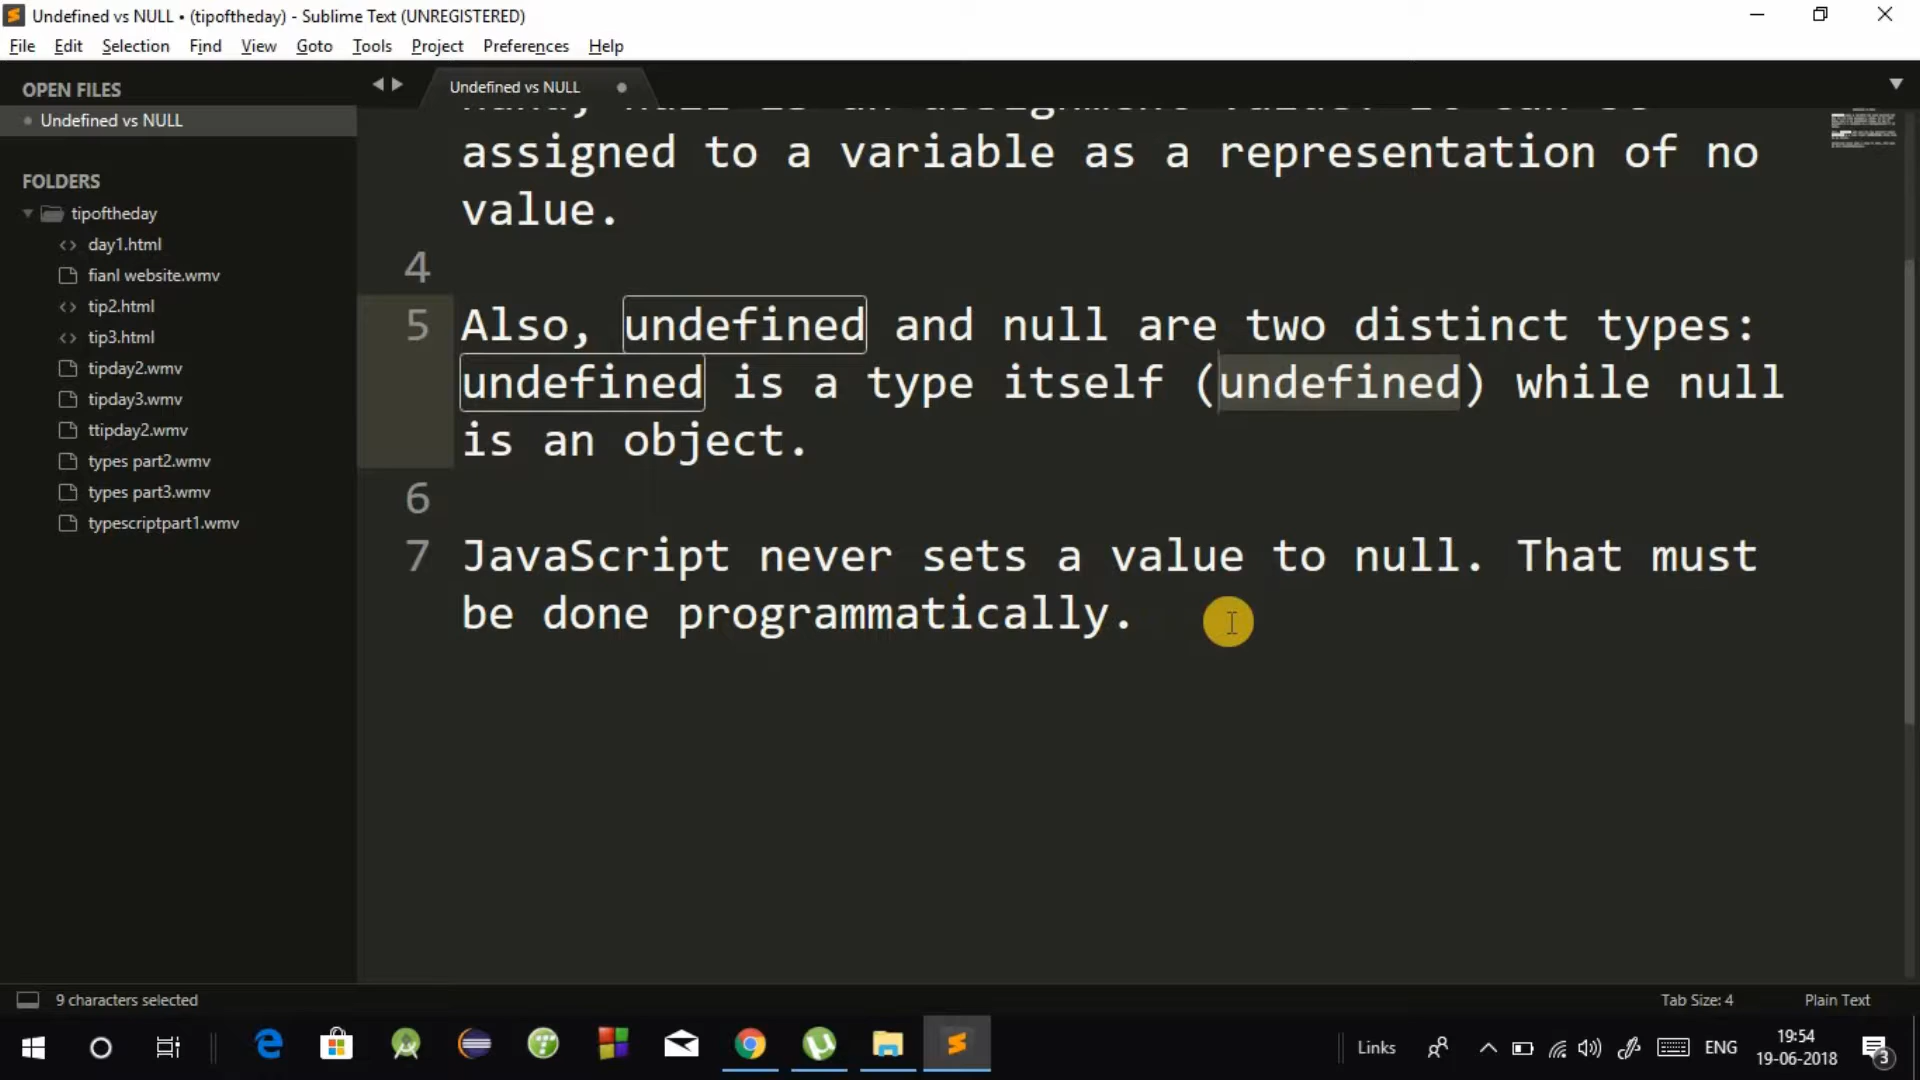 Undefined vs NULL • (tipoftheday) - Sublime Text (UNREGISTERED)
File Edit Selection Find View Goto Tools Project Preferences Help
OPEN FILES
Undefined vs NULL
FOLDERS
tipoftheday
day1.html
fianl website.wmv
tip2.html
tip3.html
tipday2.wmv
tipday3.wmv
ttipday2.wmv
types part2.wmv
types part3.wmv
typescriptpart1.wmv
Undefined vs NULL
assigned to a variable as a representation of no
value.
4
5 Also, undefined and null are two distinct types:
undefined is a type itself (undefined) while null
is an object.
6
7 JavaScript never sets a value to null. That must
be done programmatically.
9 characters selected
Tab Size: 4 Plain Text
Links
ENG
19:54
19-06-2018
3